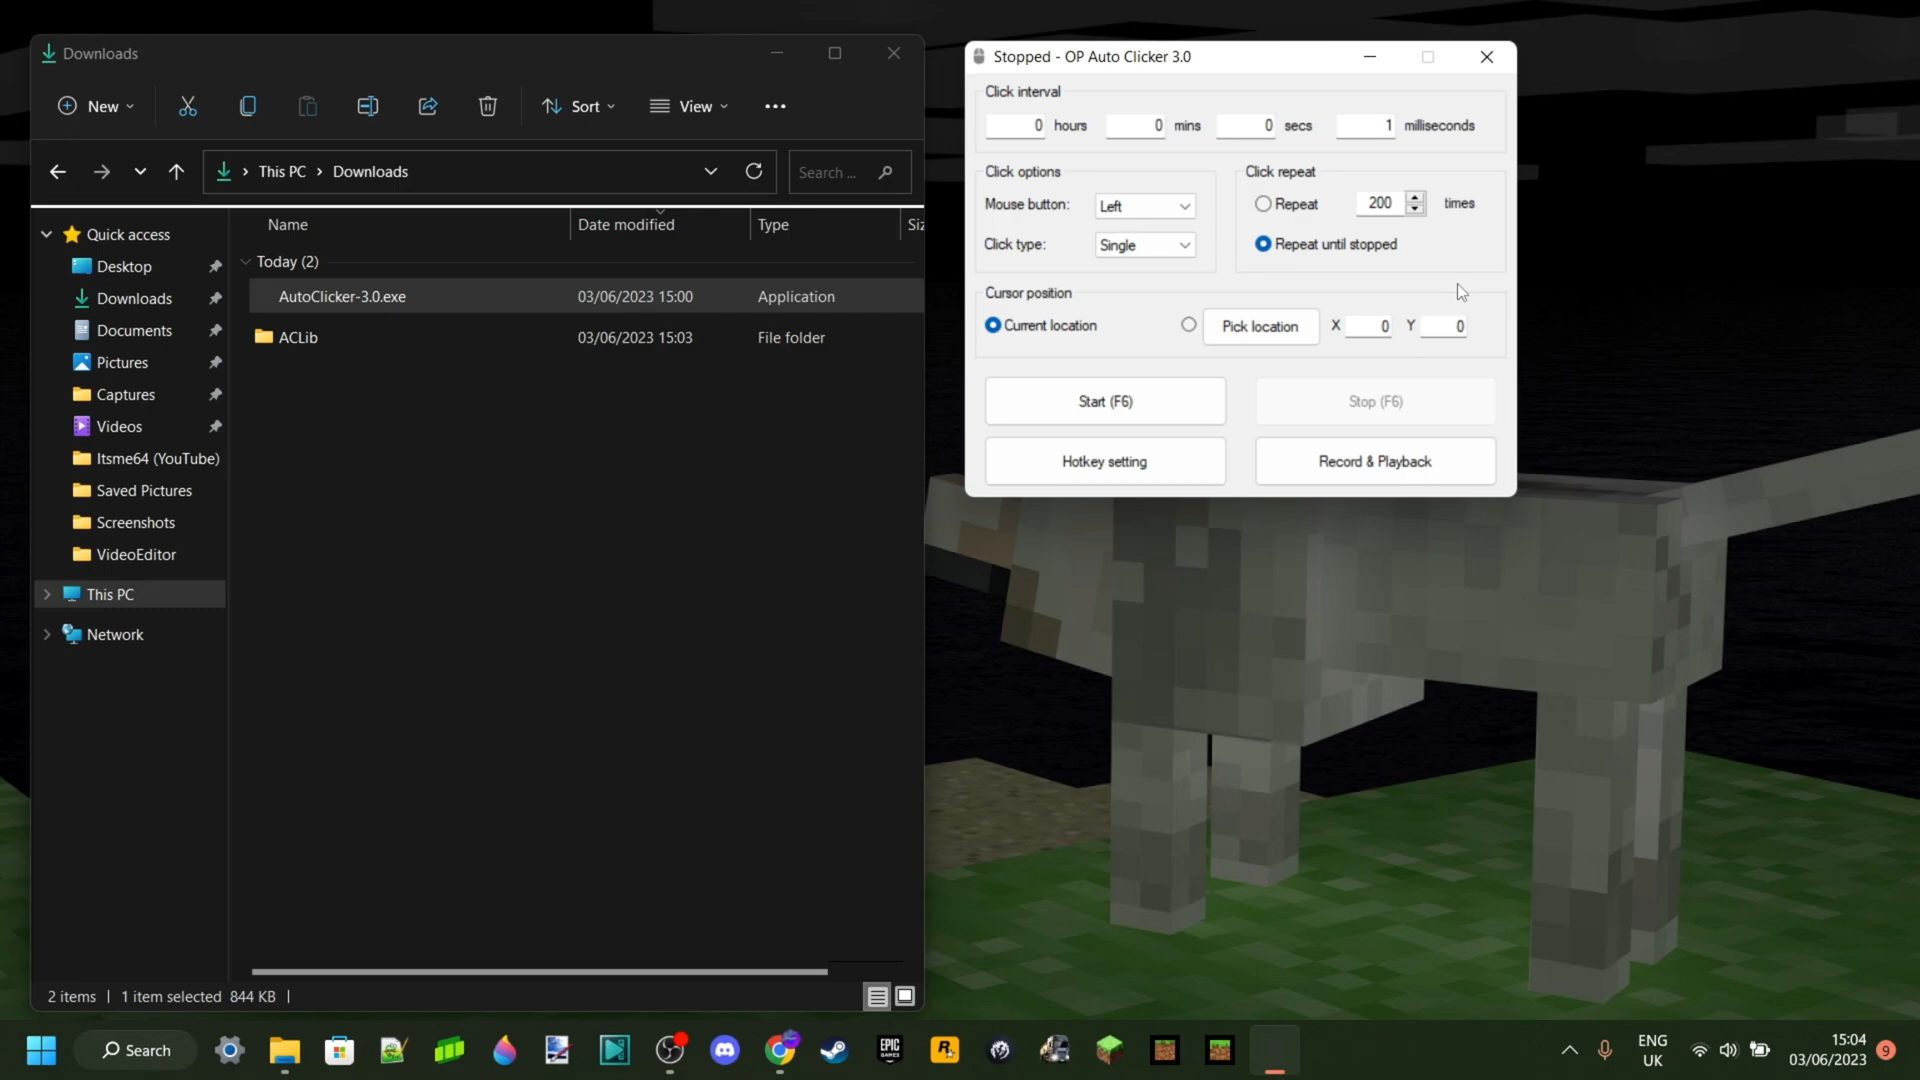 Downloads
New
Sort
View
This PC > Downloads
Search ...
Name
Date modified
Type
Siz
Quick access
Desktop
Downloads
Documents
Pictures
Captures
Videos
Itsme64 (YouTube)
Saved Pictures
Screenshots
VideoEditor
This PC
Network
Today (2)
AutoClicker-3.0.exe 03/06/2023 15:00 Application
ACLib 03/06/2023 15:03 File folder
2 items | 1 item selected 844 KB |
Stopped - OP Auto Clicker 3.0
Click interval
0 hours 0 mins 0 secs 1 milliseconds
Click options
Mouse button: Left
Click type: Single
Click repeat
Repeat 200 times
Repeat until stopped
Cursor position
Current location
Pick location X 0 Y 0
Start (F6)
Stop (F6)
Hotkey setting
Record & Playback
Search
EPIC
GAMES
R
ENG
UK
15:04
03/06/2023
9